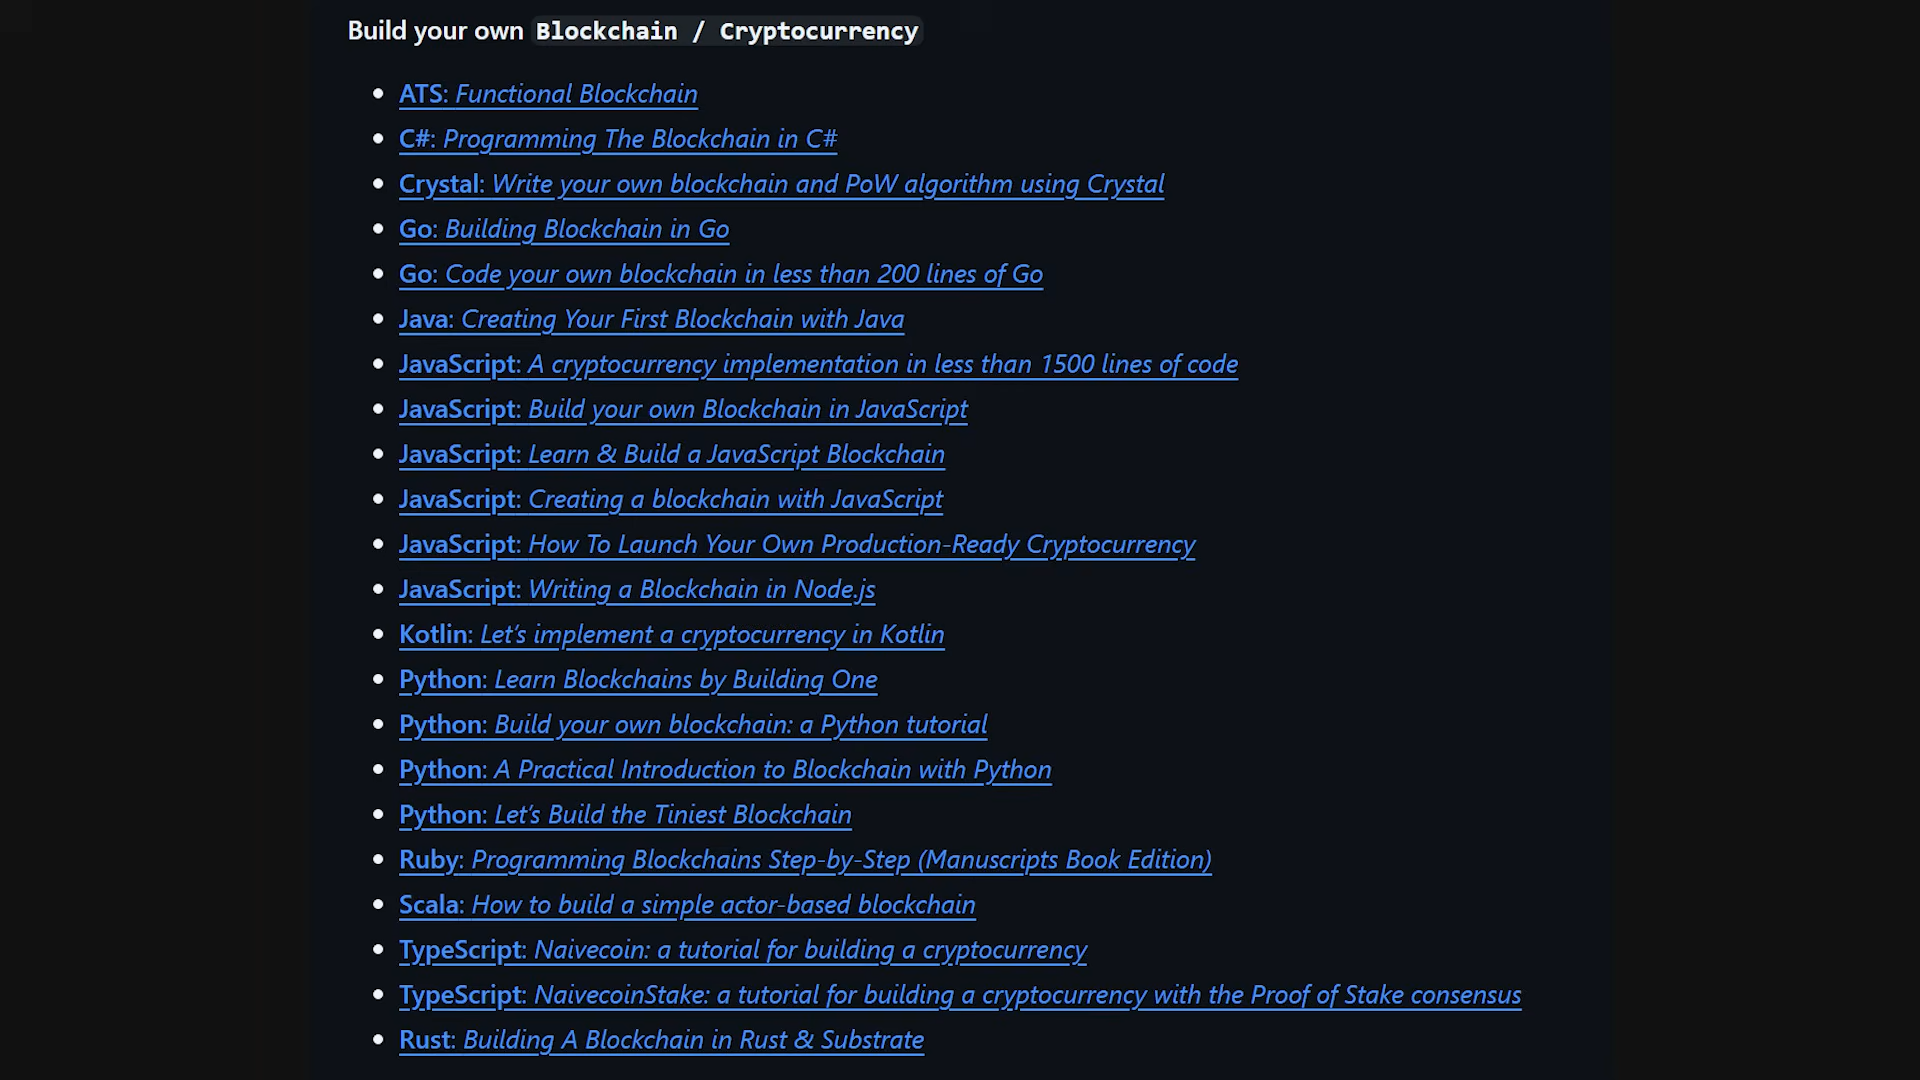 Build your own Blockchain / Cryptocurrency
ATS: Functional Blockchain
C#: Programming The Blockchain in C#
Crystal: Write your own blockchain and PoW algorithm using Crystal
Go: Building Blockchain in Go
Go: Code your own blockchain in less than 200 lines of Go
Java: Creating Your First Blockchain with Java
JavaScript: A cryptocurrency implementation in less than 1500 lines of code
JavaScript: Build your own Blockchain in JavaScript
JavaScript: Learn & Build a JavaScript Blockchain
JavaScript: Creating a blockchain with JavaScript
JavaScript: How To Launch Your Own Production-Ready Cryptocurrency
JavaScript: Writing a Blockchain in Node.js
Kotlin: Let's implement a cryptocurrency in Kotlin
Python: Learn Blockchains by Building One
Python: Build your own blockchain: a Python tutorial
Python: A Practical Introduction to Blockchain with Python
Python: Let's Build the Tiniest Blockchain
Ruby: Programming Blockchains Step-by-Step (Manuscripts Book Edition)
Scala: How to build a simple actor-based blockchain
TypeScript: Naivecoin: a tutorial for building a cryptocurrency
TypeScript: NaivecoinStake: a tutorial for building a cryptocurrency with the Proof of Stake consensus
Rust: Building A Blockchain in Rust & Substrate